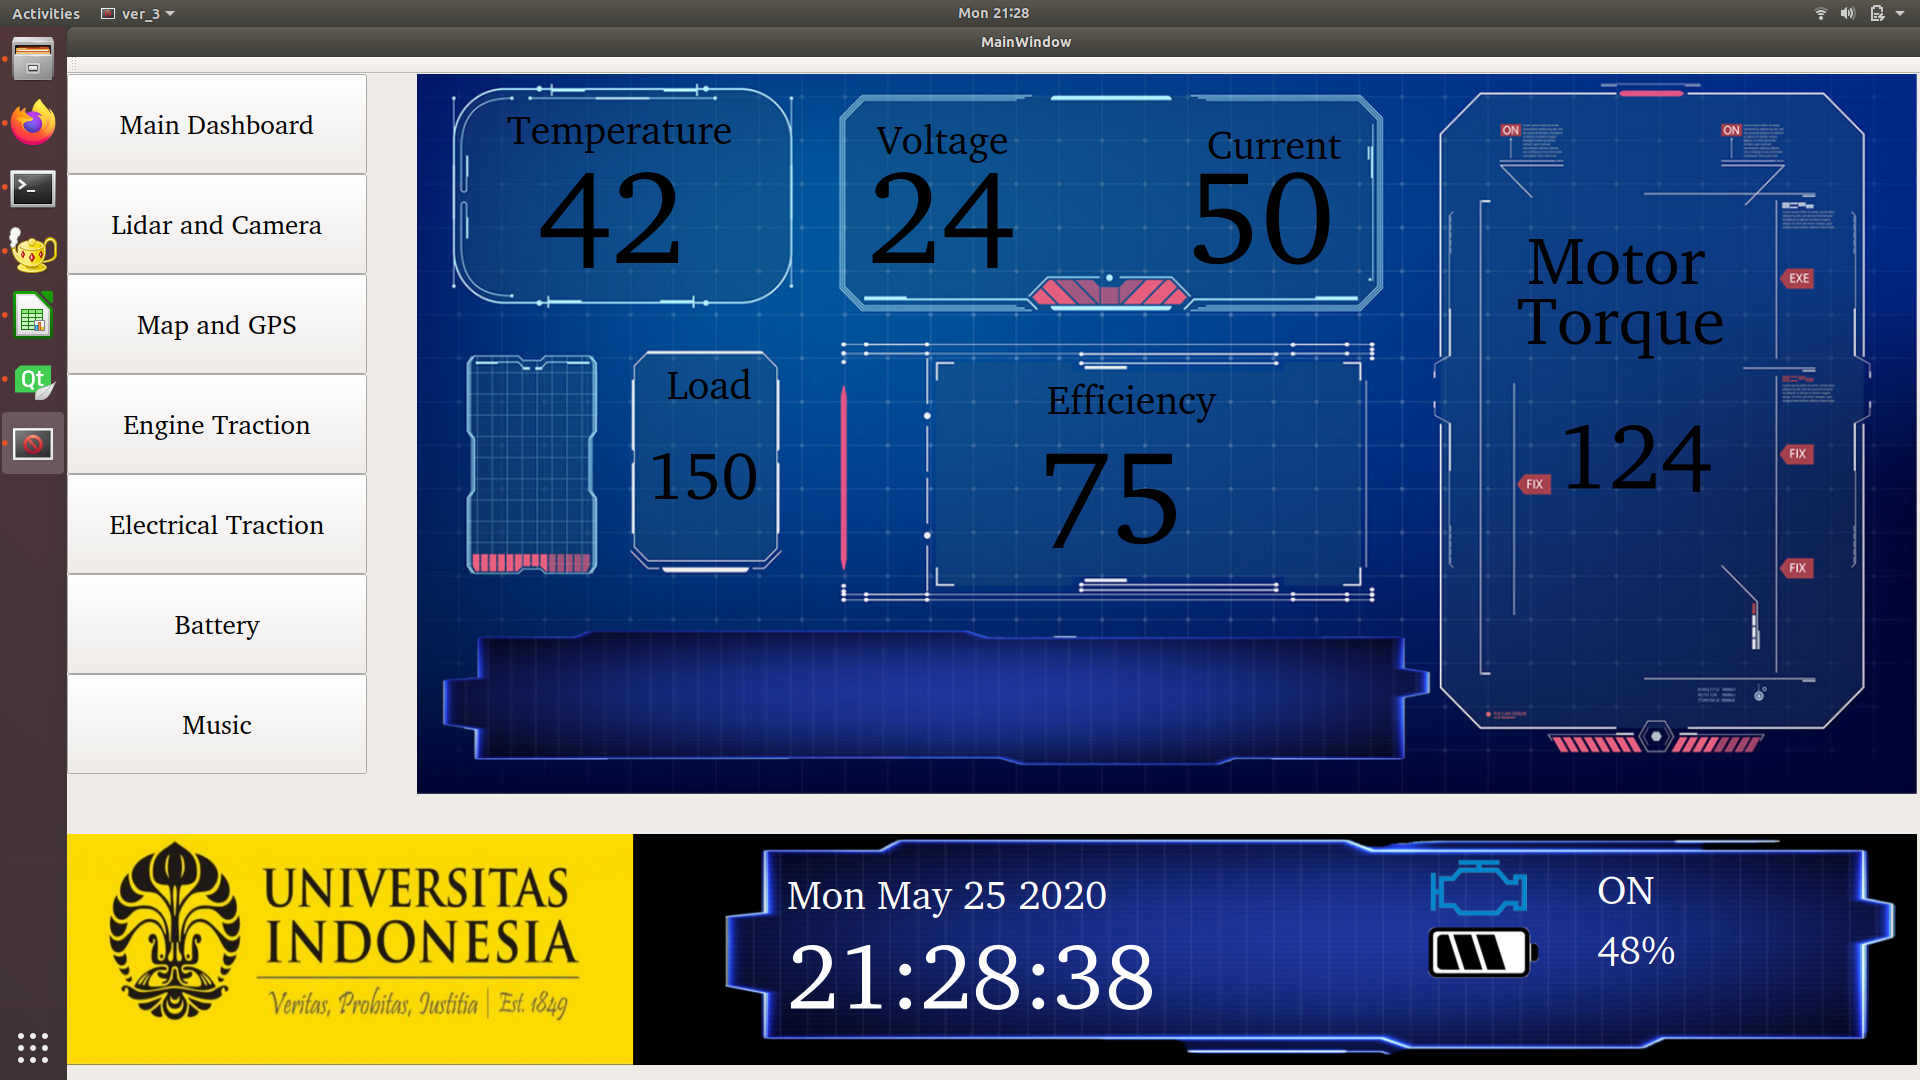 Activities
ver_3
Mon 21:28
MainWindow
Main Dashboard
Lidar and Camera
Map and GPS
Engine Traction
Electrical Traction
Battery
Music
Temperature
42
Voltage
24
Current
50
Load
150
Efficiency
75
ON
ON
Motor
Torque
124
EXE
FIX
FIX
FIX
Qt
UNIVERSITAS
INDONESIA
Veritas, Probitas, Justitia | Est. 1849
Mon May 25 2020
21:28:38
ON
48%